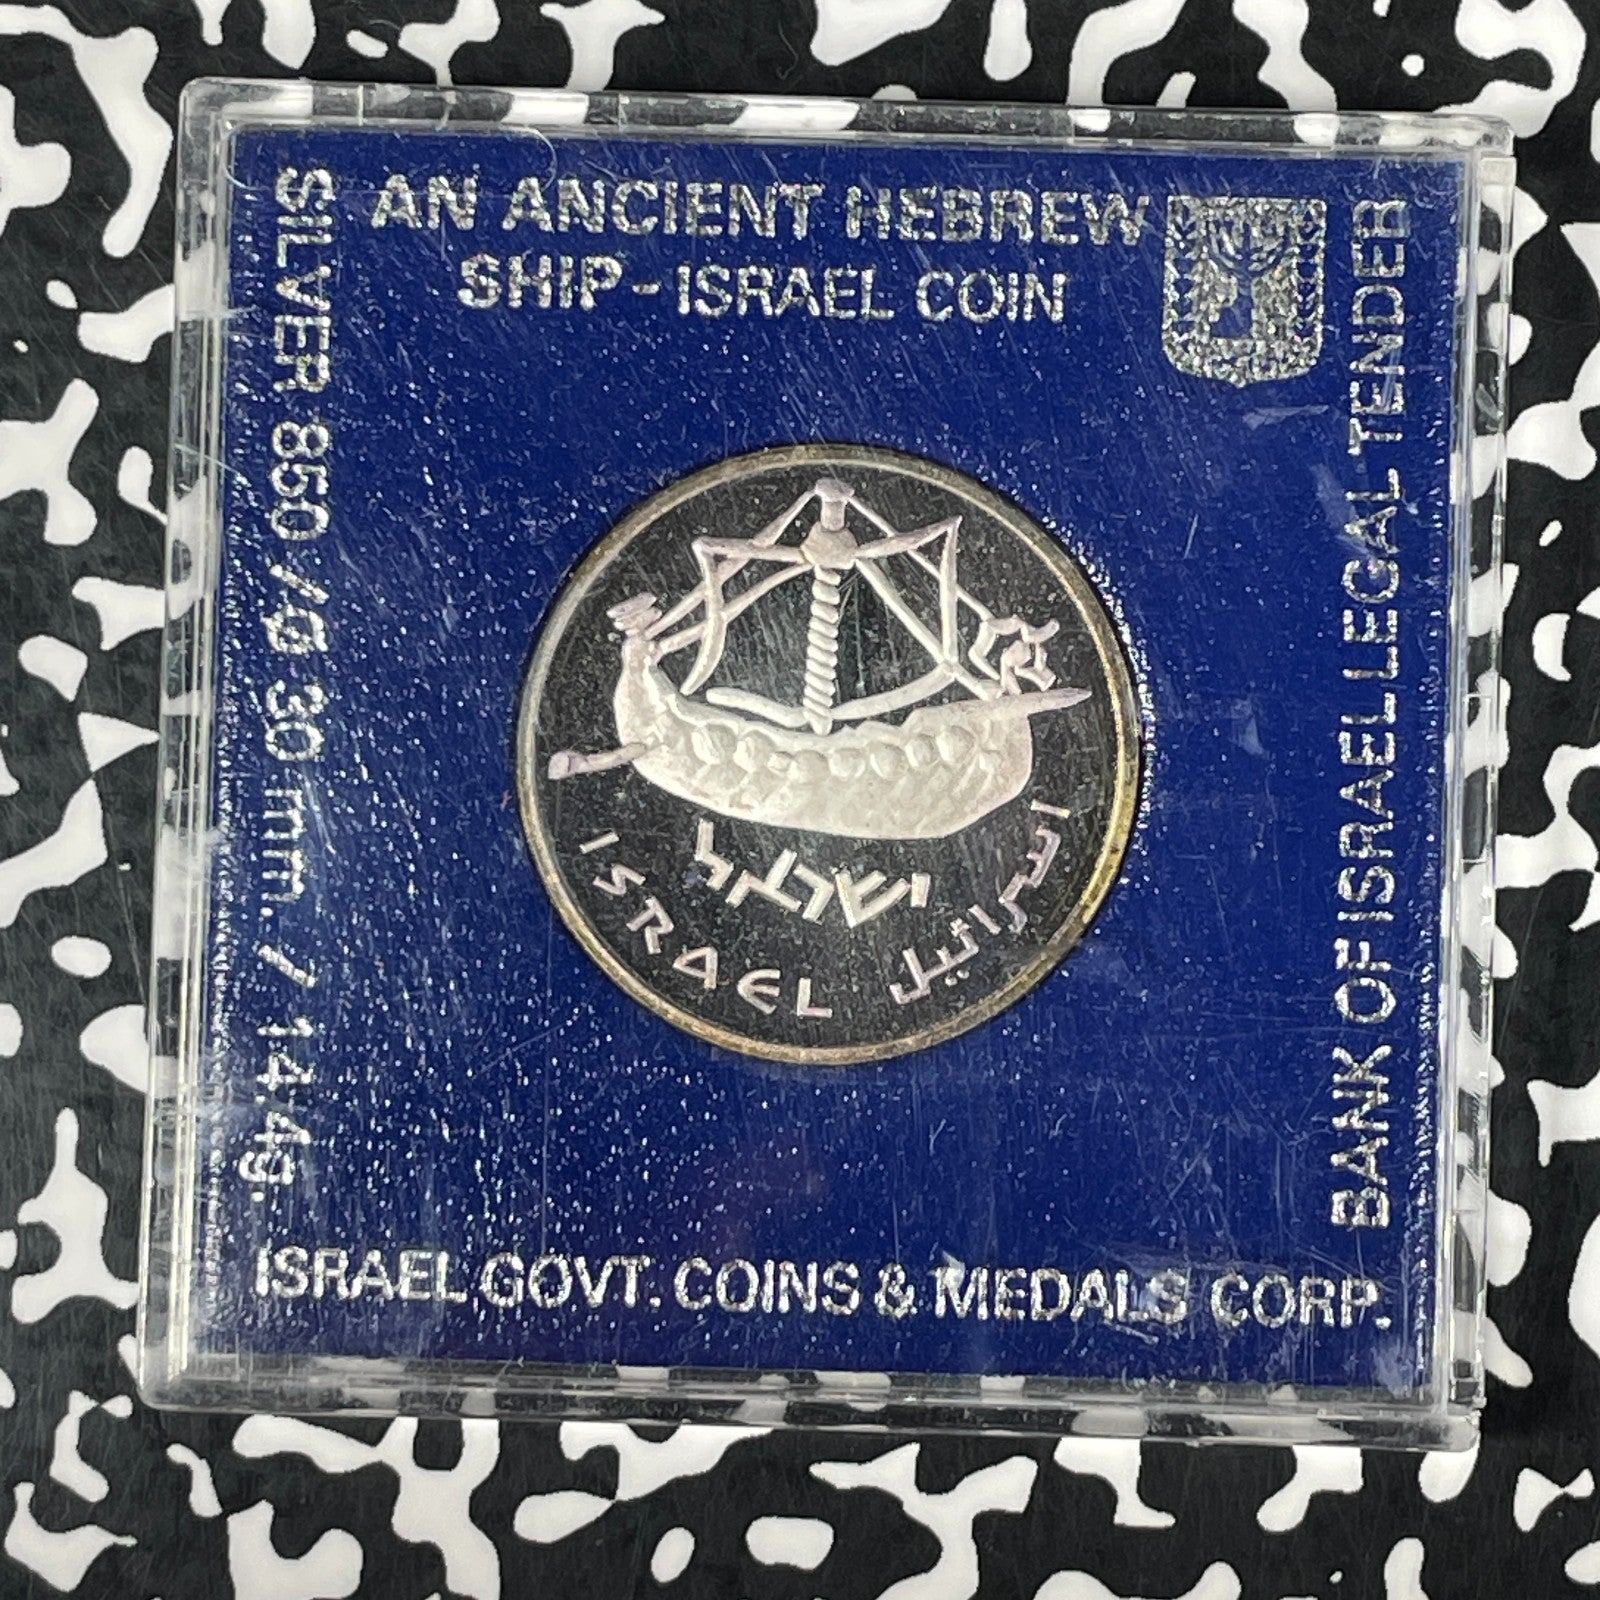 AN ANCIENT HEBREW
SHIP - ISRAEL COIN
SILVER 850 / Ø 30 mm. / 14.4g.
BANK OF ISRAEL LEGAL TENDER
ישראל
ISRAEL
اسرائيل
ISRAEL GOVT. COINS & MEDALS CORP.